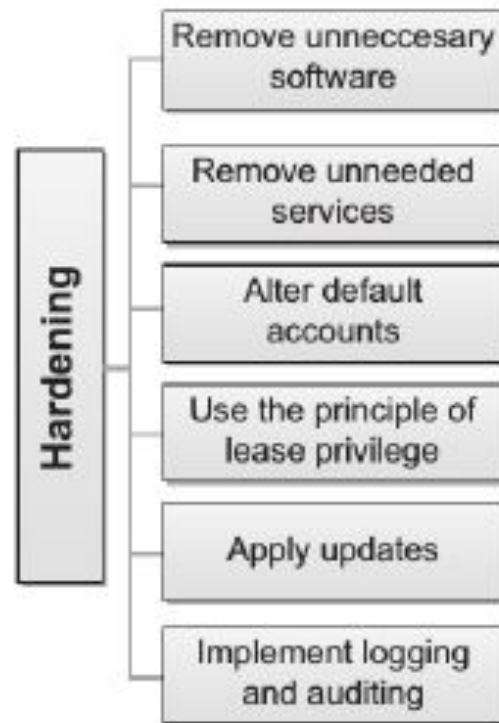 Hardening
Remove unneccesary
software
Remove unneeded
services
Alter default
accounts
Use the principle of
lease privilege
Apply updates
Implement logging
and auditing